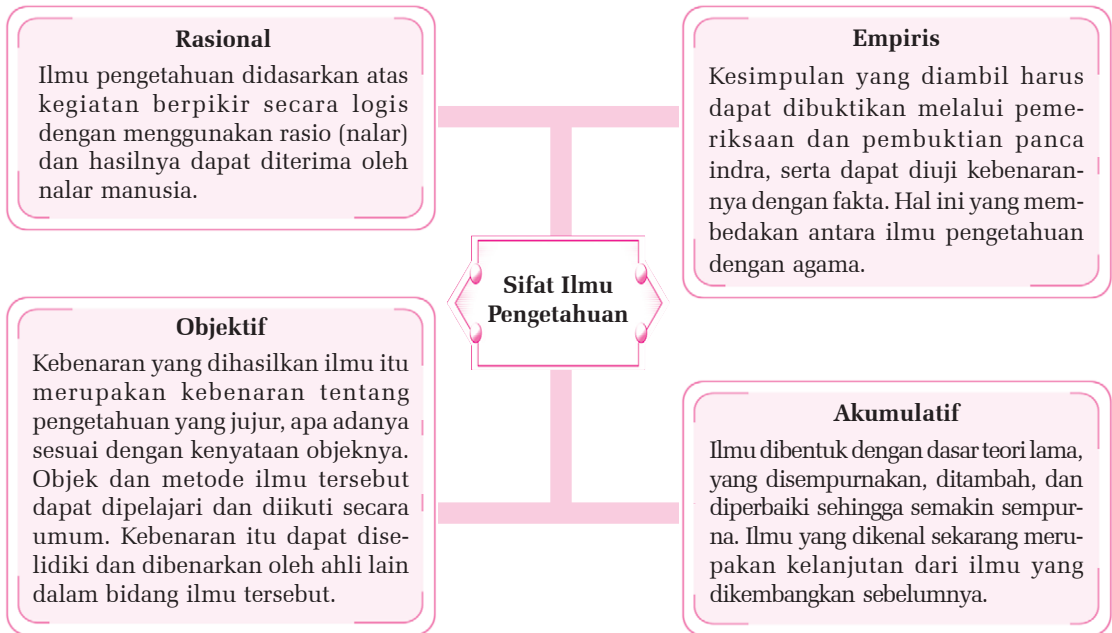 Rasional
Ilmu pengetahuan didasarkan atas
kegiatan berpikir secara logis
dengan menggunakan rasio (nalar)
dan hasilnya dapat diterima oleh
nalar manusia.
Empiris
Kesimpulan yang diambil harus
dapat dibuktikan melalui peme-
riksaan dan pembuktian panca
indra, serta dapat diuji kebenaran-
nya dengan fakta. Hal ini yang mem-
bedakan antara ilmu pengetahuan
dengan agama.
Sifat Ilmu
Pengetahuan
Objektif
Kebenaran yang dihasilkan ilmu itu
merupakan kebenaran tentang
pengetahuan yang jujur, apa adanya
sesuai dengan kenyataan objeknya.
Objek dan metode ilmu tersebut
dapat dipelajari dan diikuti secara
umum. Kebenaran itu dapat dise-
lidiki dan dibenarkan oleh ahli lain
dalam bidang ilmu tersebut.
Akumulatif
Ilmu dibentuk dengan dasar teori lama,
yang disempurnakan, ditambah, dan
diperbaiki sehingga semakin sempur-
na. Ilmu yang dikenal sekarang meru-
pakan kelanjutan dari ilmu yang
dikembangkan sebelumnya.